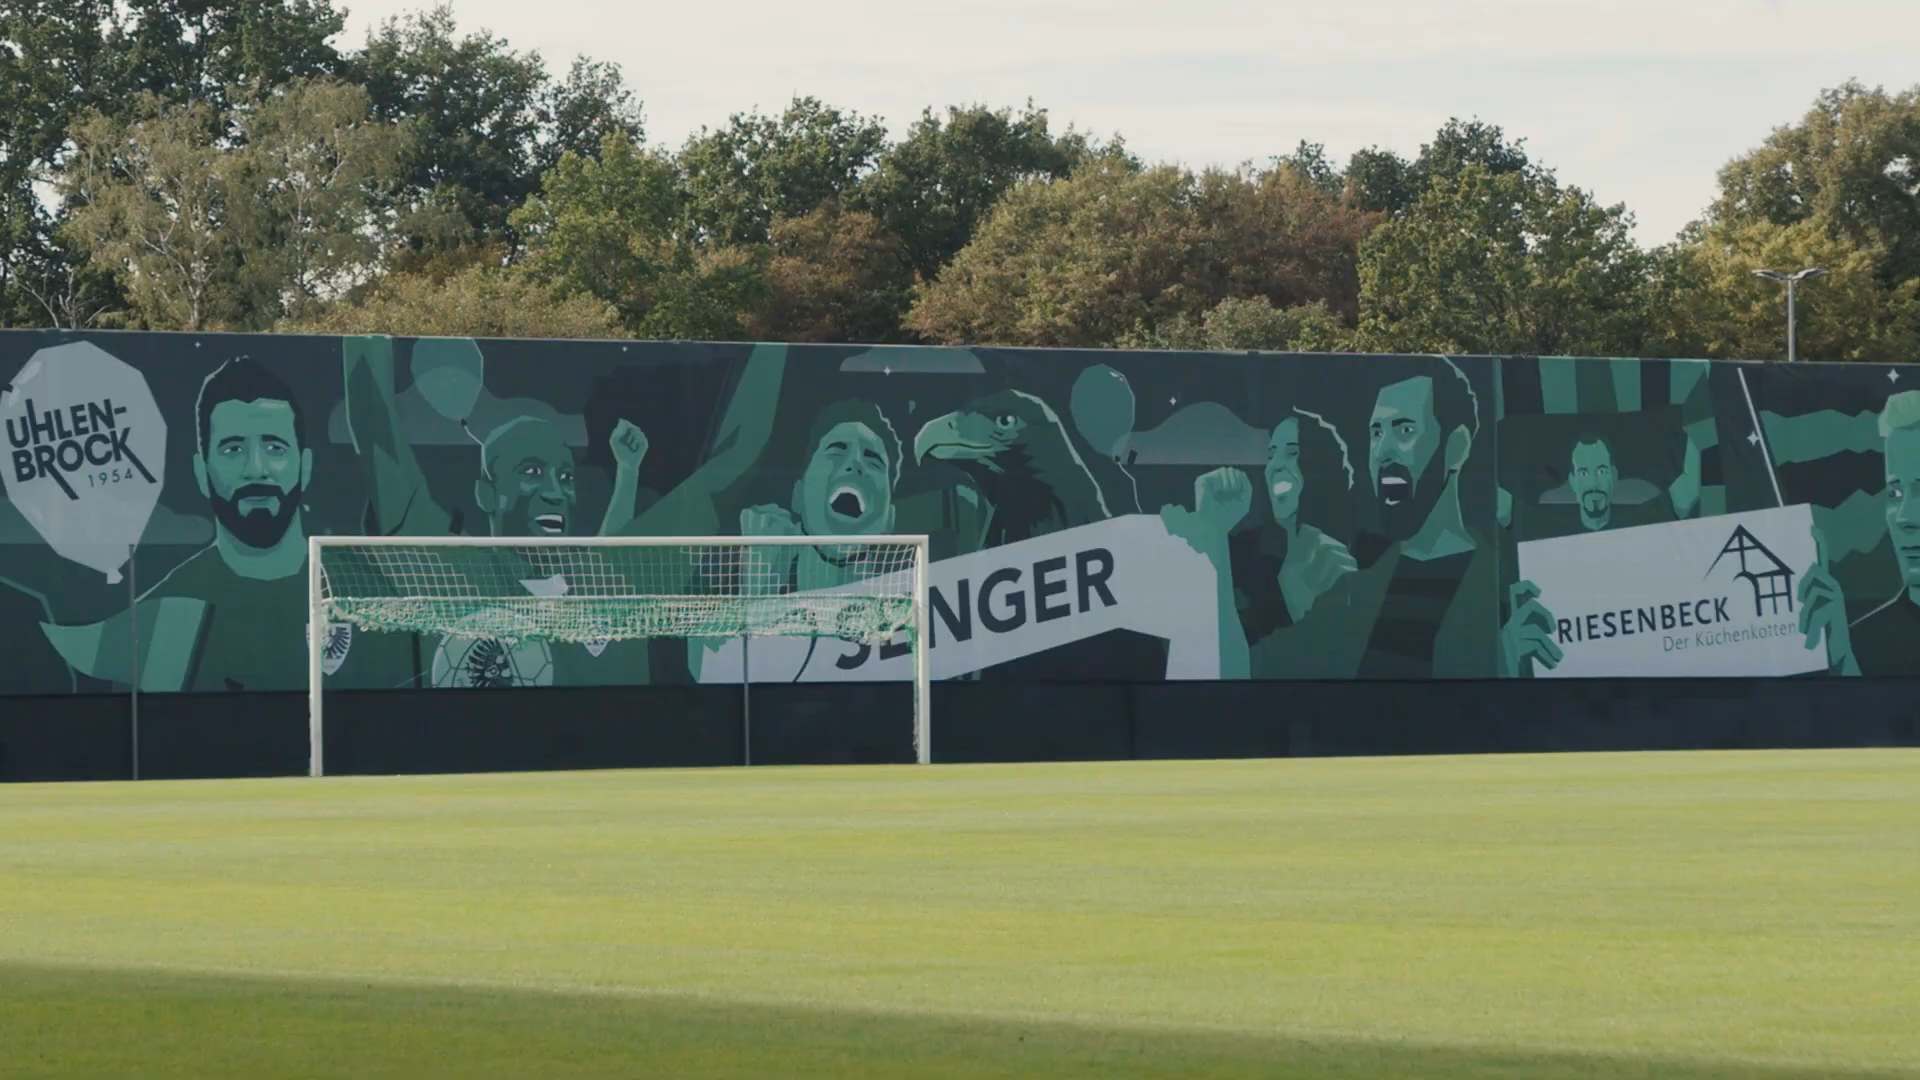 UHLEN-
BROCK
1954
SENGER
RIESENBECK
Der Küchenkotten